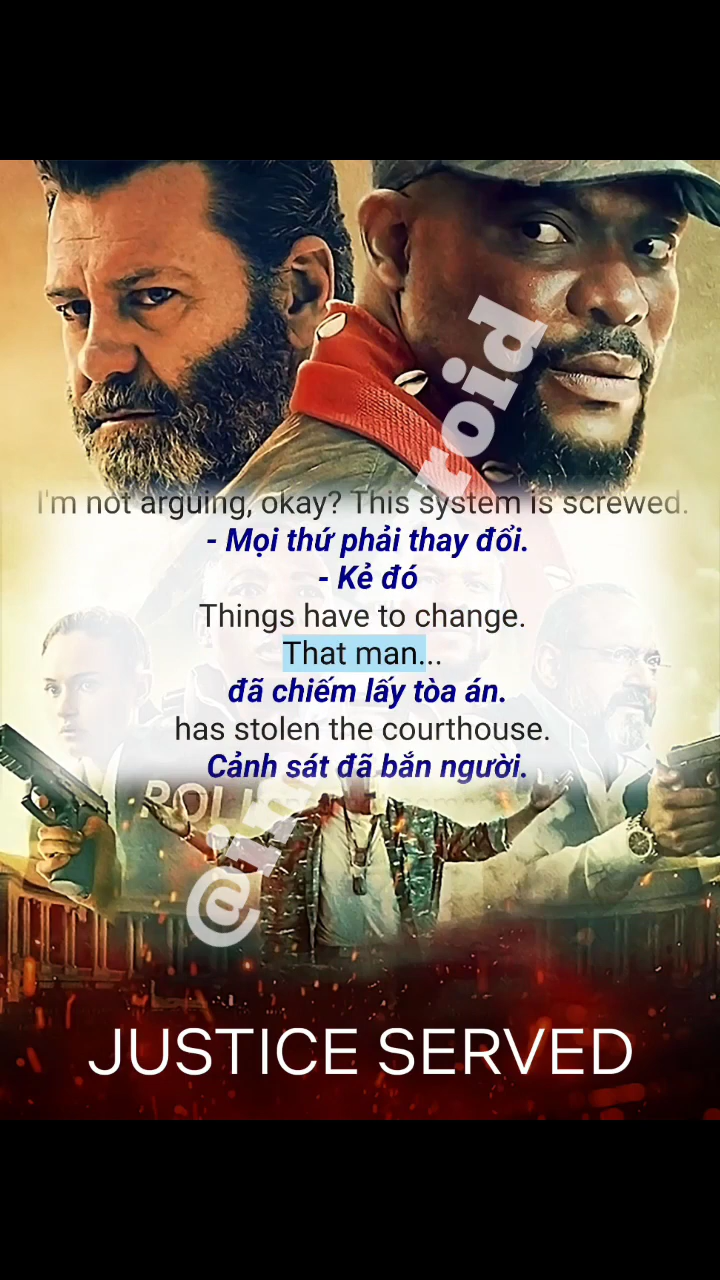 I'm not arguing, okay? This system is screwed.
- Mọi thứ phải thay đổi.
- Kẻ đó
Things have to change.
That man...
đã chiếm lấy tòa án.
has stolen the courthouse.
Cảnh sát đã bắn người.
JUSTICE SERVED